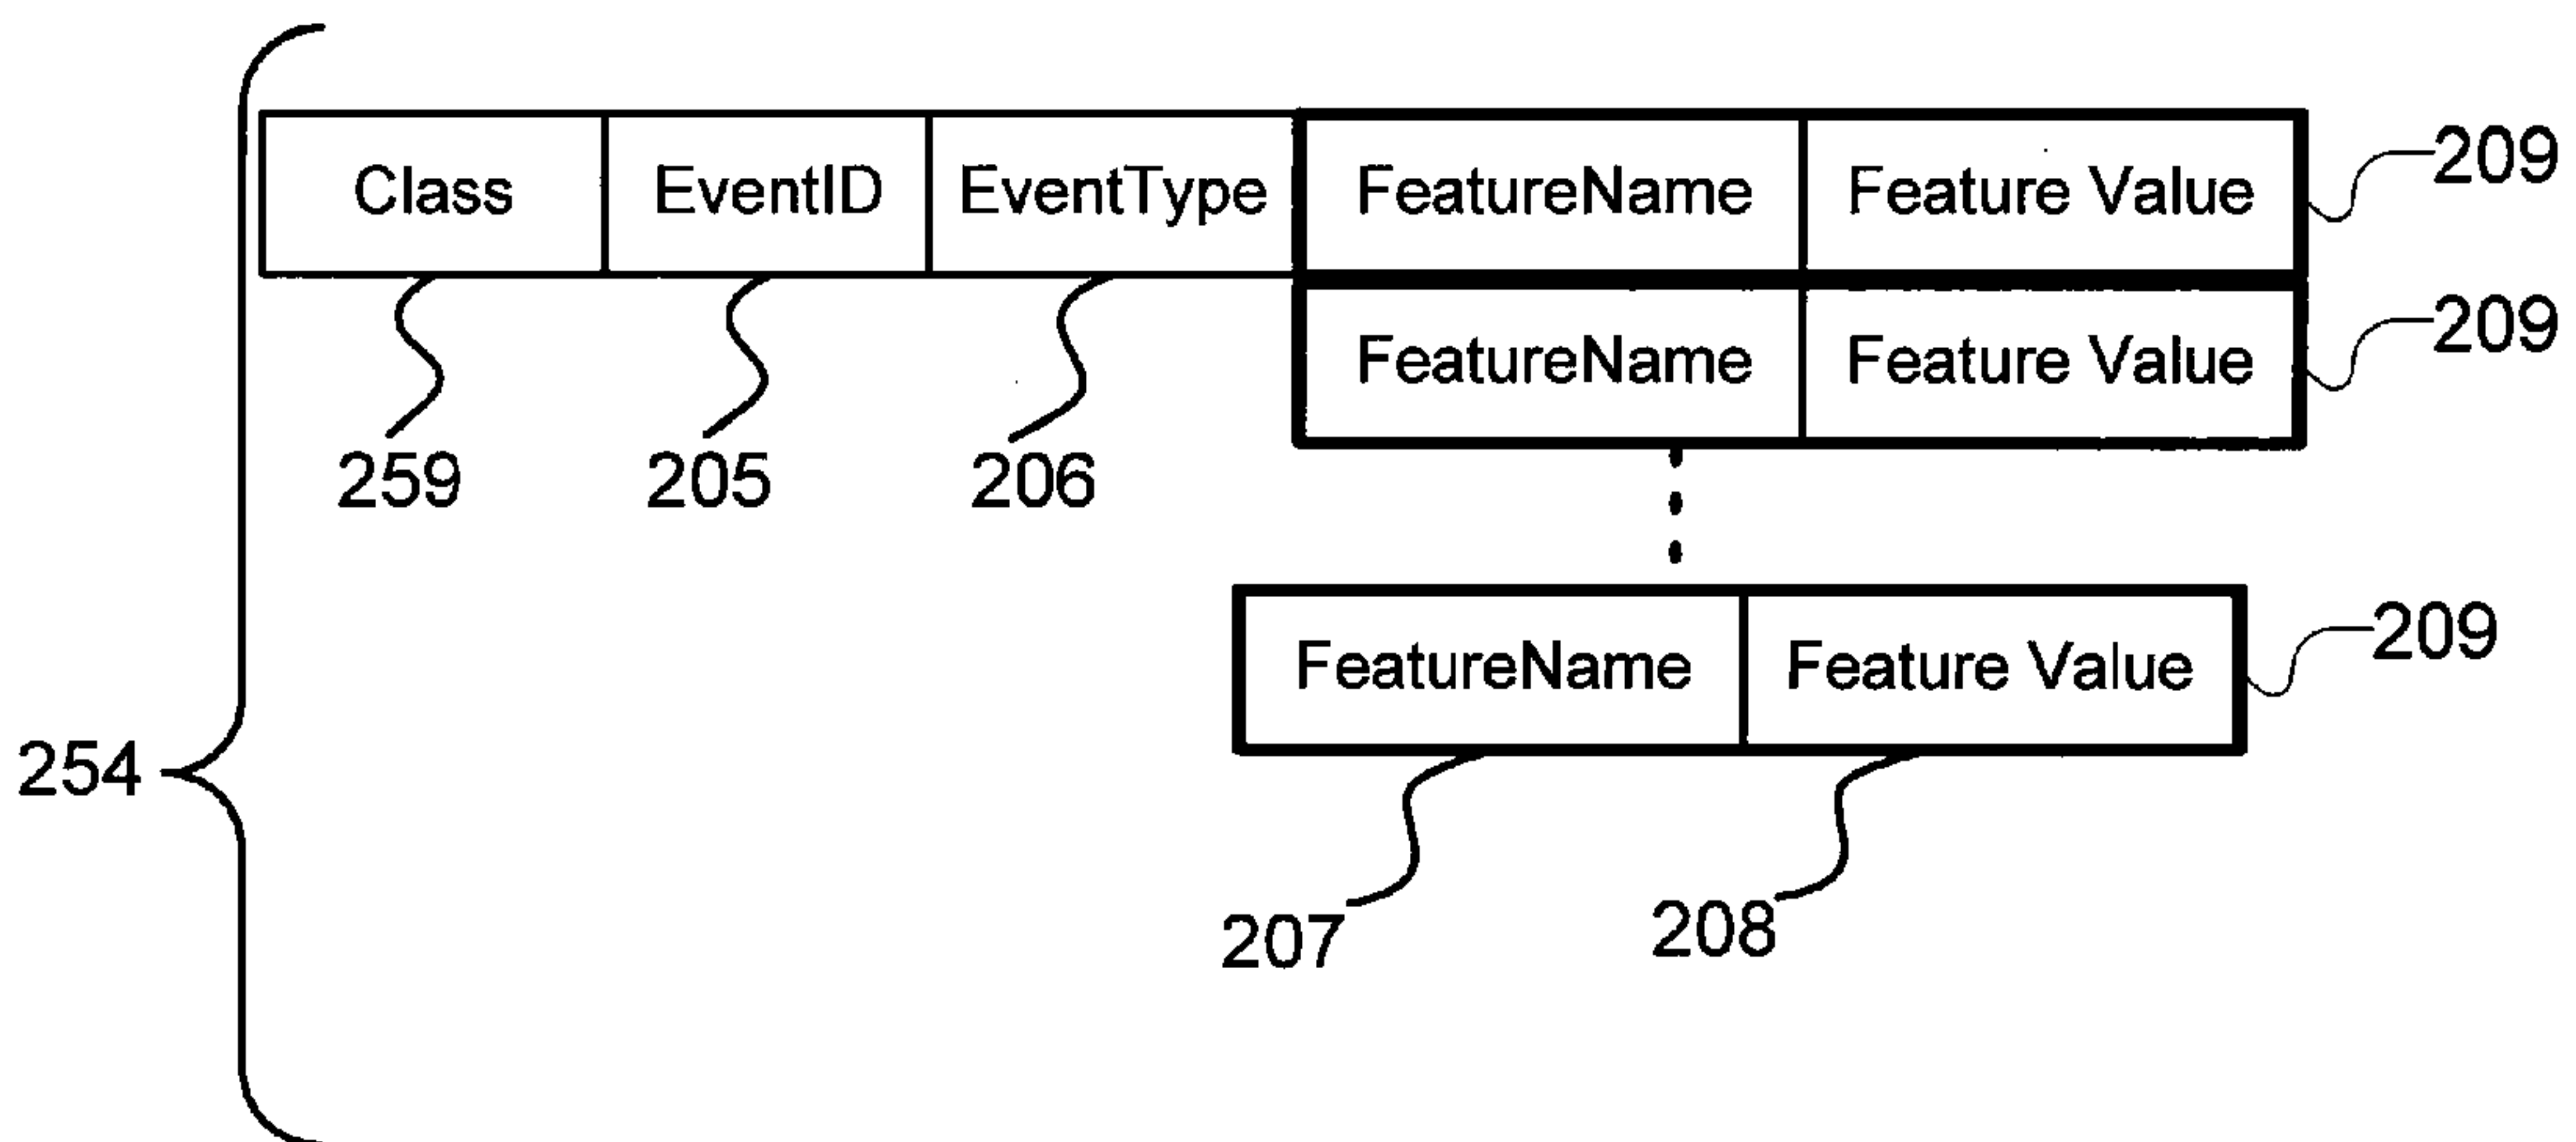 Class EventID EventType FeatureName Feature Value 209
FeatureName Feature Value 209
259 205 206
FeatureName Feature Value 209
254
207 208